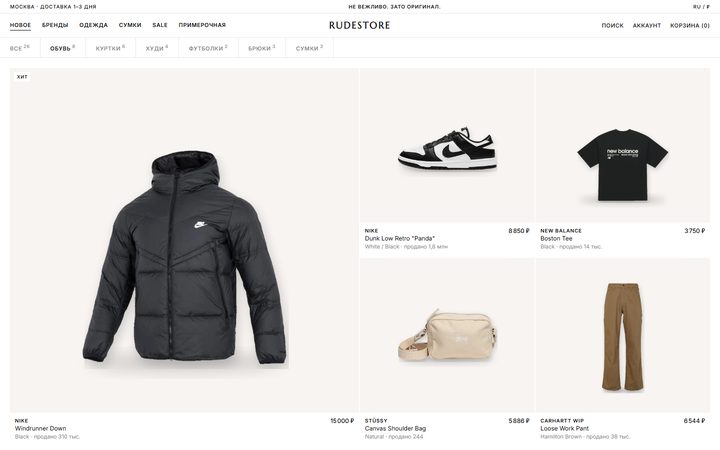 МОСКВА · ДОСТАВКА 1–3 ДНЯ
НЕ ВЕЖЛИВО. ЗАТО ОРИГИНАЛ.
RU / ₽
НОВОЕ БРЕНДЫ ОДЕЖДА СУМКИ SALE ПРИМЕРОЧНАЯ
RUDESTORE
ПОИСК АККАУНТ КОРЗИНА (0)
ВСЕ 26 ОБУВЬ 8 КУРТКИ 6 ХУДИ 4 ФУТБОЛКИ 3 БРЮКИ 3 СУМКИ 2
ХИТ
new balance
NIKE 8 850 ₽
Dunk Low Retro "Panda"
White / Black · продано 1,8 млн
NEW BALANCE 3 750 ₽
Boston Tee
Black · продано 14 тыс.
NIKE 15 000 ₽
Windrunner Down
Black · продано 310 тыс.
STÜSSY 5 886 ₽
Canvas Shoulder Bag
Natural · продано 244
CARHARTT WIP 6 544 ₽
Loose Work Pant
Hamilton Brown · продано 38 тыс.